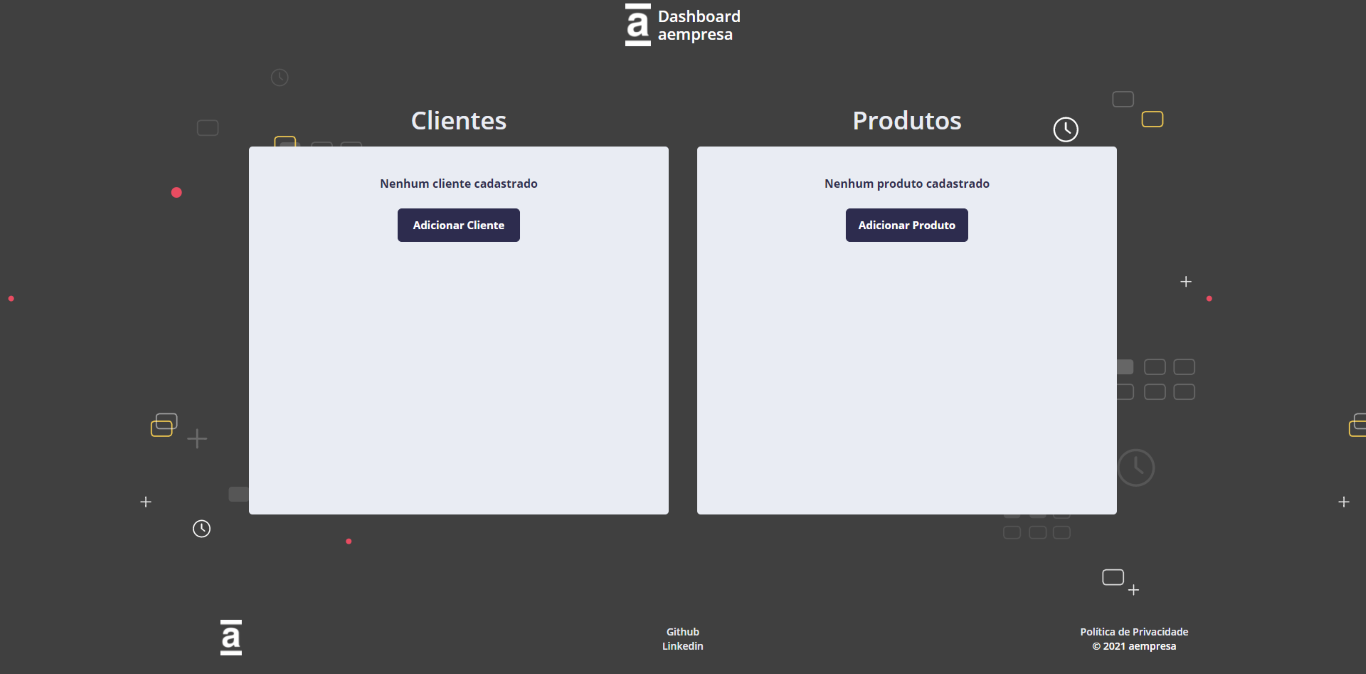 a Dashboard
aempresa
Clientes
Produtos
Nenhum cliente cadastrado
Adicionar Cliente
Nenhum produto cadastrado
Adicionar Produto
a
Github
Linkedin
Política de Privacidade
© 2021 aempresa